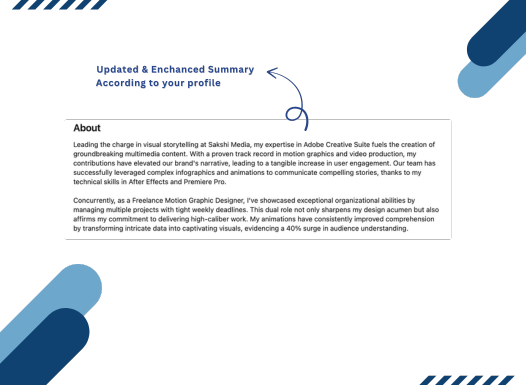 Updated & Enchanced Summary
According to your profile
About
Leading the charge in visual storytelling at Sakshi Media, my expertise in Adobe Creative Suite fuels the creation of
groundbreaking multimedia content. With a proven track record in motion graphics and video production, my
contributions have elevated our brand's narrative, leading to a tangible increase in user engagement. Our team has
successfully leveraged complex infographics and animations to communicate compelling stories, thanks to my
technical skills in After Effects and Premiere Pro.
Concurrently, as a Freelance Motion Graphic Designer, I've showcased exceptional organizational abilities by
managing multiple projects with tight weekly deadlines. This dual role not only sharpens my design acumen but also
affirms my commitment to delivering high-caliber work. My animations have consistently improved comprehension
by transforming intricate data into captivating visuals, evidencing a 40% surge in audience understanding.